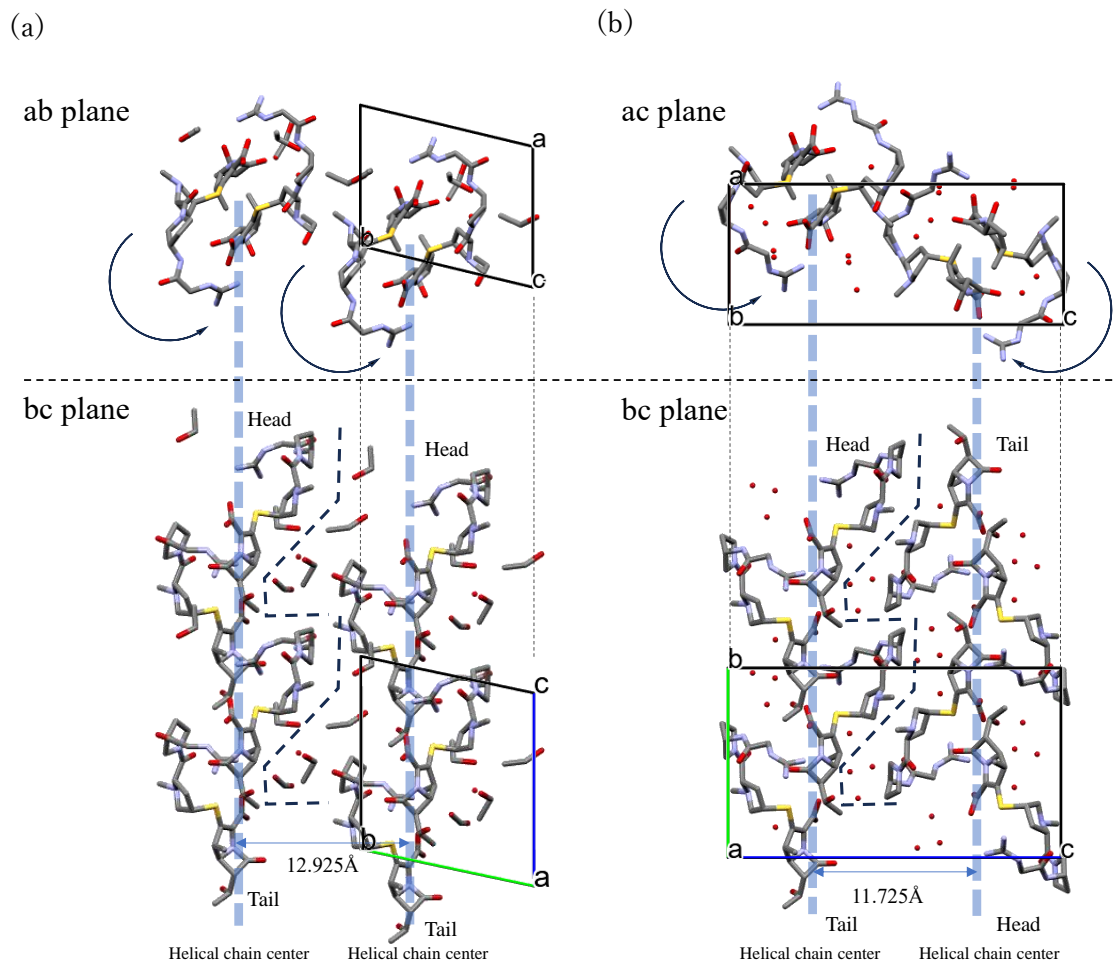 (a)
(b)
ab plane
ac plane
a
b
c
a
b
c
bc plane
bc plane
Head
Head
Head
Tail
c
b
a
b
a
c
12.925Å
11.725Å
Tail
Tail
Tail
Head
Helical chain center
Helical chain center
Helical chain center
Helical chain center